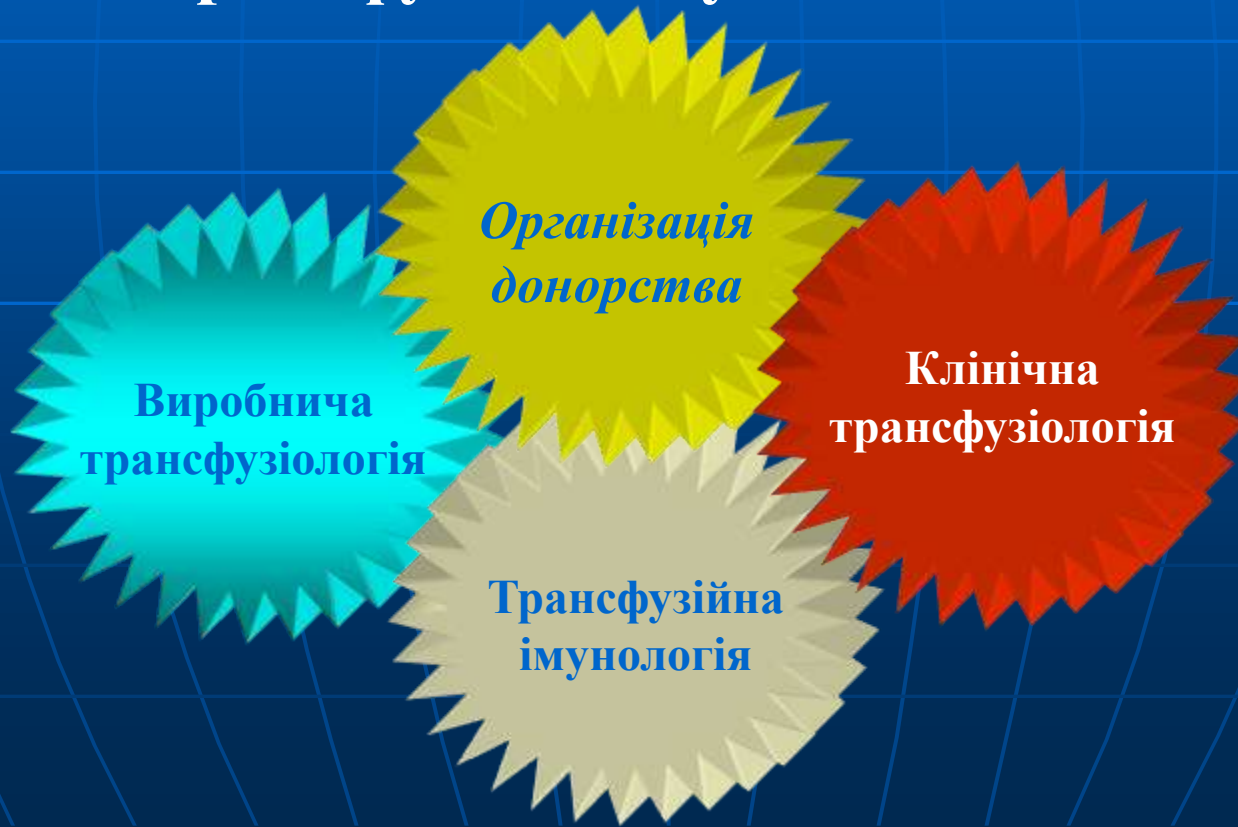 Організація
донорства
Клінічна
трансфузіологія
Виробнича
трансфузіологія
Трансфузійна
імунологія